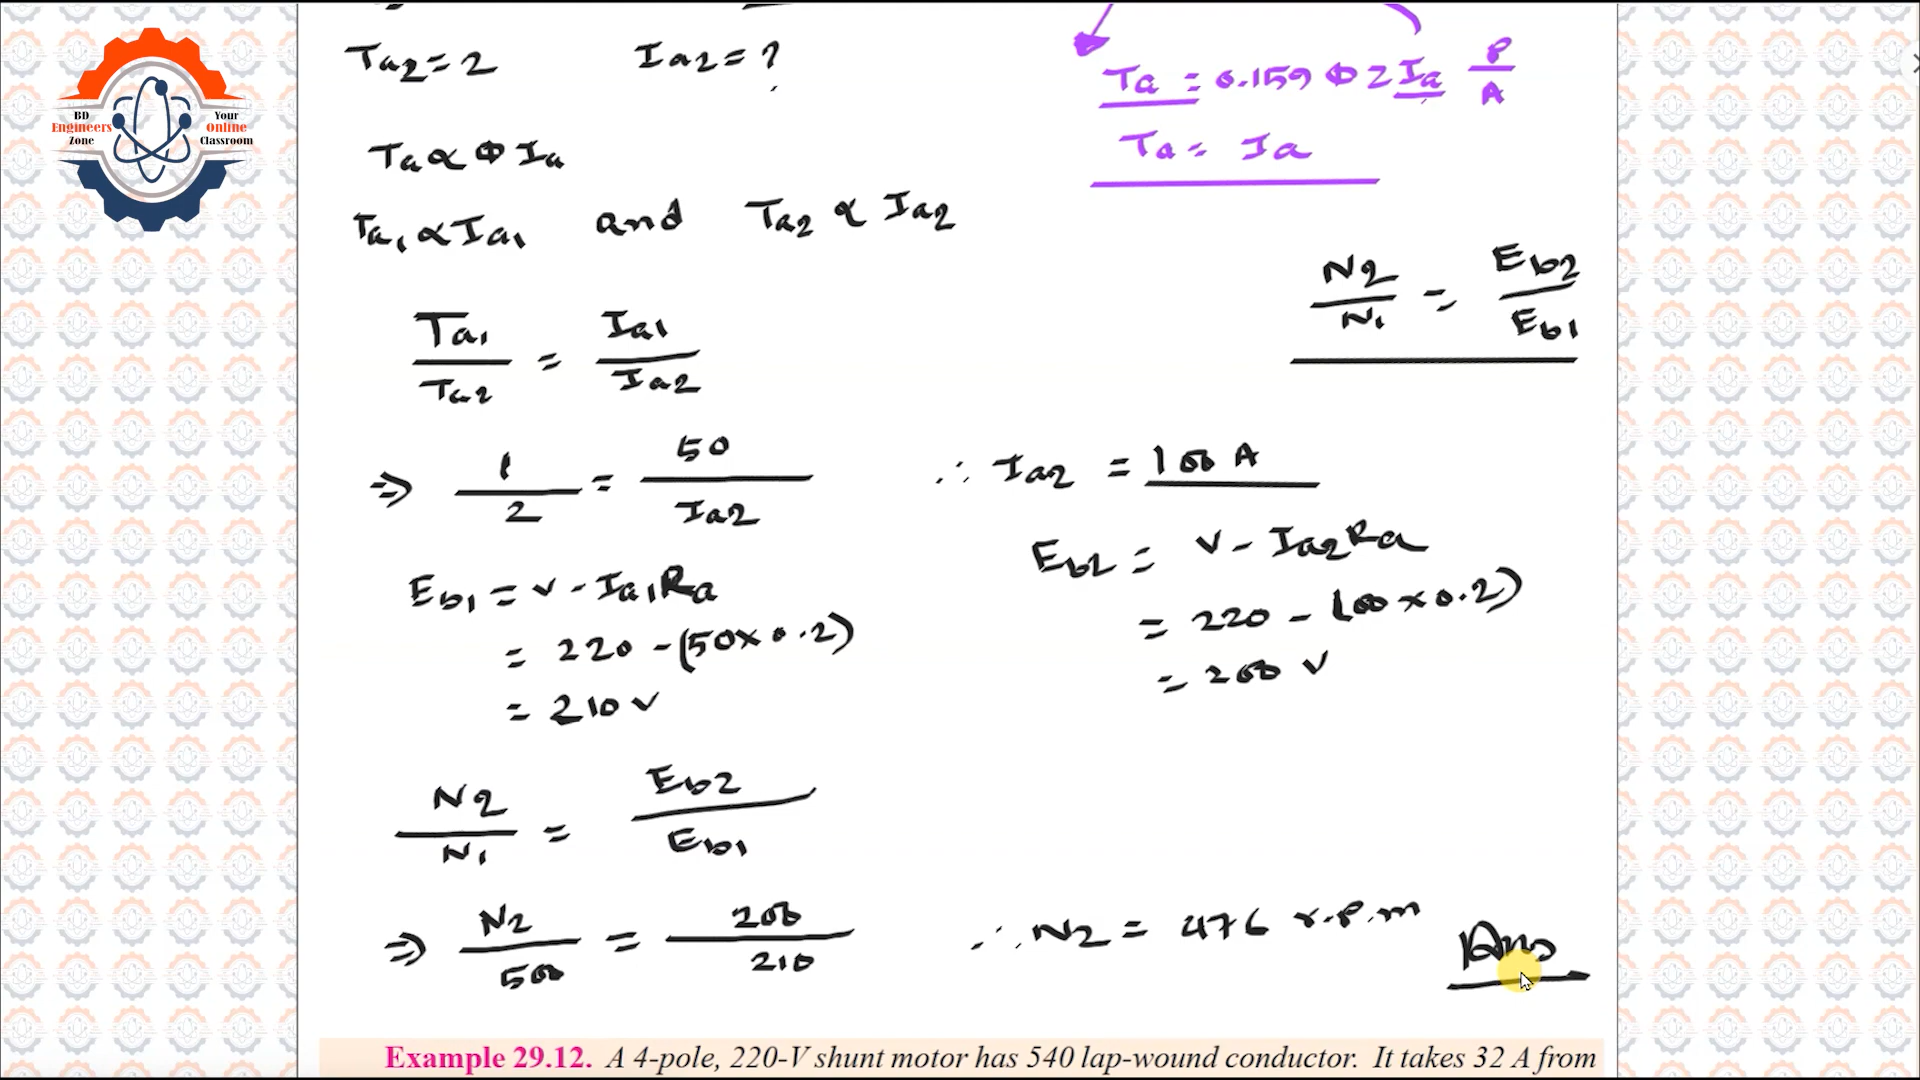 BD
Engineers
Zone
Your
Online
Classroom
Ta2 = 2 Ia2 = ?
Ta = 0.159 Φ Z Ia P/A
Ta = Ia
Ta ∝ Φ Ia
Ta1 ∝ Ia1 and Ta2 ∝ Ia2
N2/N1 = Eb2/Eb1
Ta1/Ta2 = Ia1/Ia2
⇒ 1/2 = 50/Ia2 ∴ Ia2 = 100 A
Eb1 = V - Ia1Ra
= 220 - (50 × 0.2)
= 210 V
Eb2 = V - Ia2Ra
= 220 - (100 × 0.2)
= 200 V
N2/N1 = Eb2/Eb1
⇒ N2/500 = 200/210 ∴ N2 = 476 r.p.m
Ans
Example 29.12. A 4-pole, 220-V shunt motor has 540 lap-wound conductor. It takes 32 A from